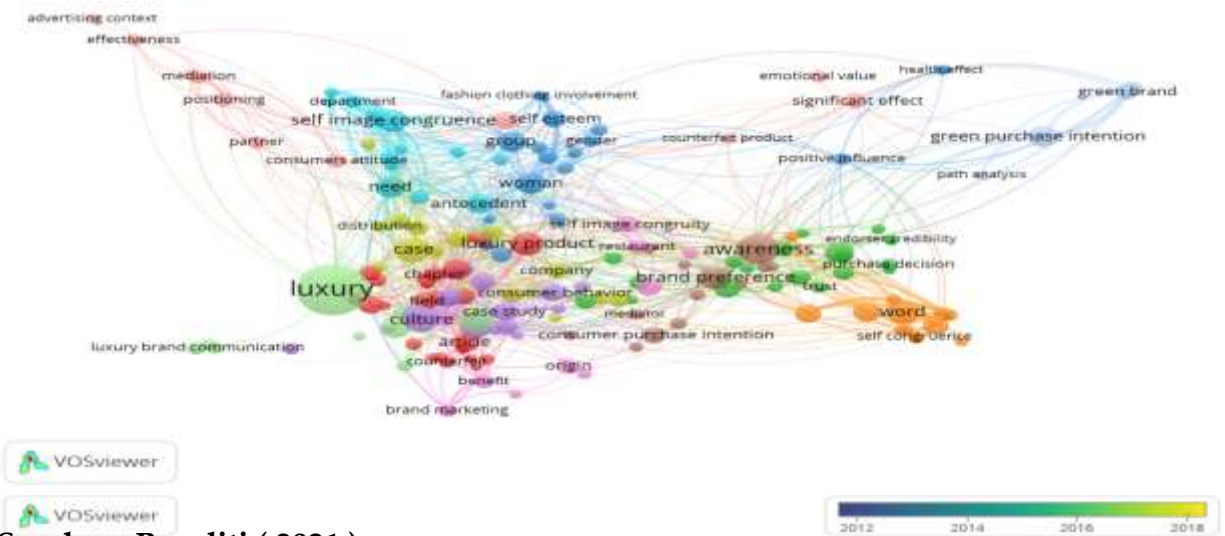 advertising context
effectiveness
mediation
emotional value
health effect
positioning
department
fashion clothing involvement
significant effect
green brand
self image congruence
self esteem
partner
group
gender
counterfeit product
green purchase intention
consumers attitude
positive influence
need
woman
path analysis
antecedent
distribution
self image congruity
case
luxury product
restaurant
awareness
endorser credibility
chapter
company
brand preference
purchase decision
luxury
field
consumer behavior
trust
culture
case study
mediator
word
article
consumer purchase intention
self congruence
luxury brand communication
counterfeit
origin
benefit
brand marketing
VOSviewer
VOSviewer
2012 2014 2016 2018
( 2021 )